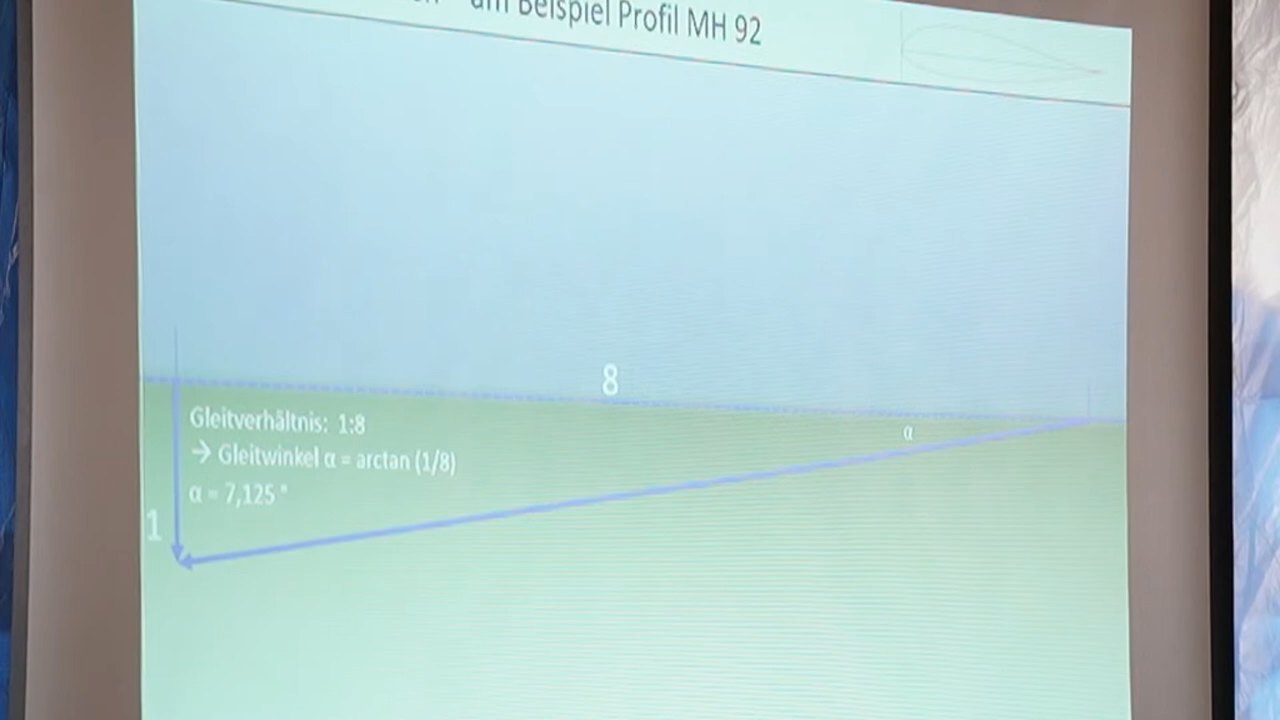 am Beispiel Profil MH 92
8
Gleitverhältnis: 1:8
α
→ Gleitwinkel α = arctan (1/8)
α = 7,125 °
1